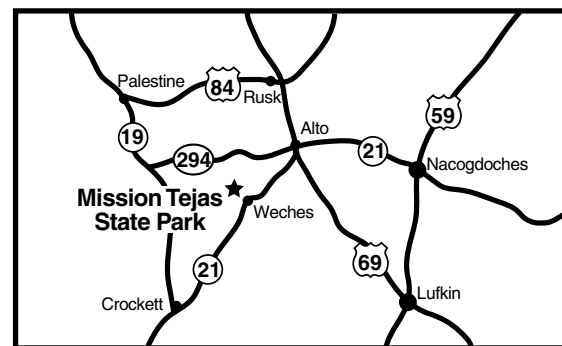 Palestine
84
Rusk
59
19
Alto
294
21
Nacogdoches
Mission Tejas
State Park
Weches
21
69
Crockett
Lufkin